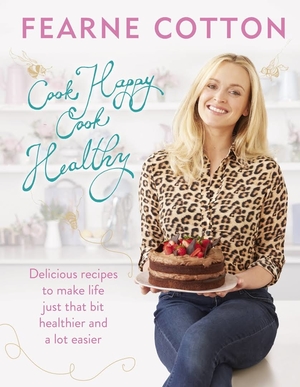 FEARNE COTTON
Cook Happy
Cook
Healthy
Delicious recipes
to make life
just that bit
healthier and
a lot easier